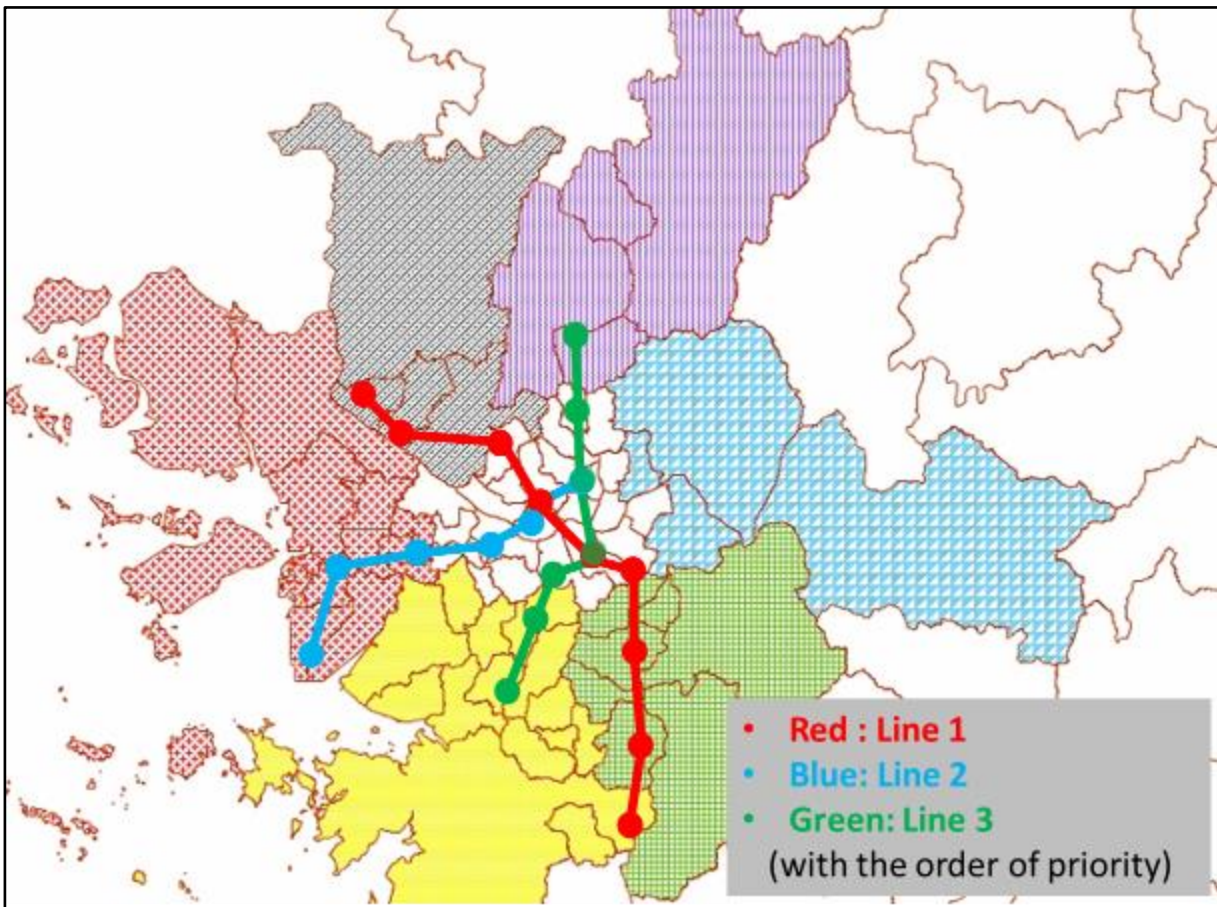 • Red : Line 1
• Blue: Line 2
• Green: Line 3
(with the order of priority)